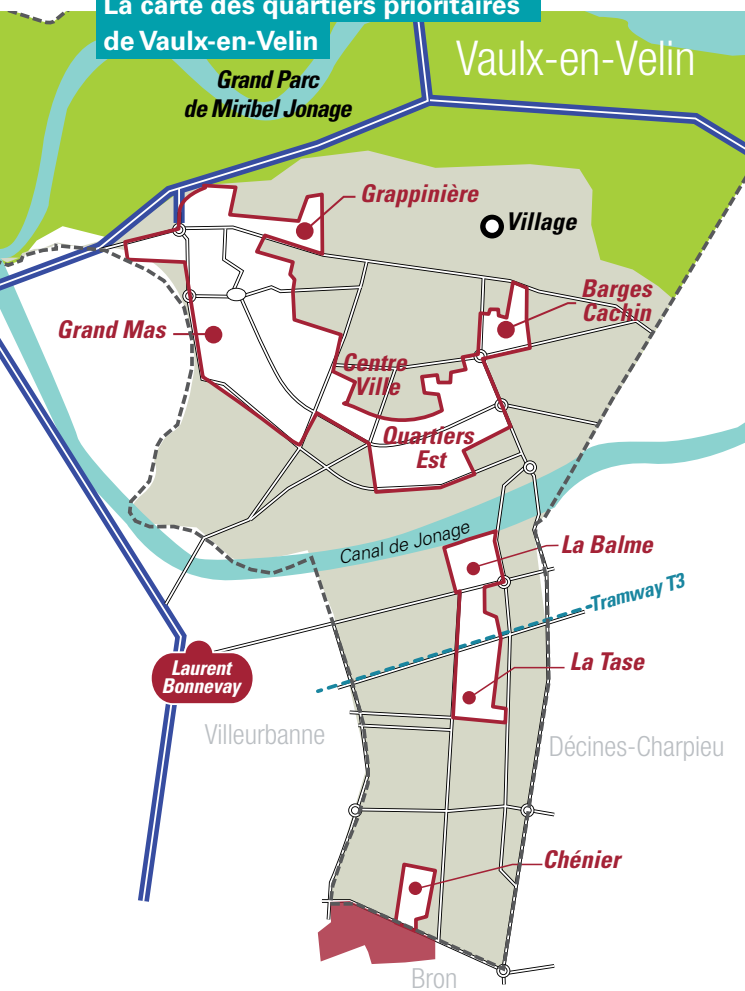 La carte des quartiers prioritaires
de Vaulx-en-Velin
Vaulx-en-Velin
Grand Parc
de Miribel Jonage
Grappinière
Village
Barges
Cachin
Grand Mas
Centre
Ville
Quartiers
Est
Canal de Jonage
La Balme
Tramway T3
Laurent
Bonnevay
La Tase
Villeurbanne
Décines-Charpieu
Chénier
Bron